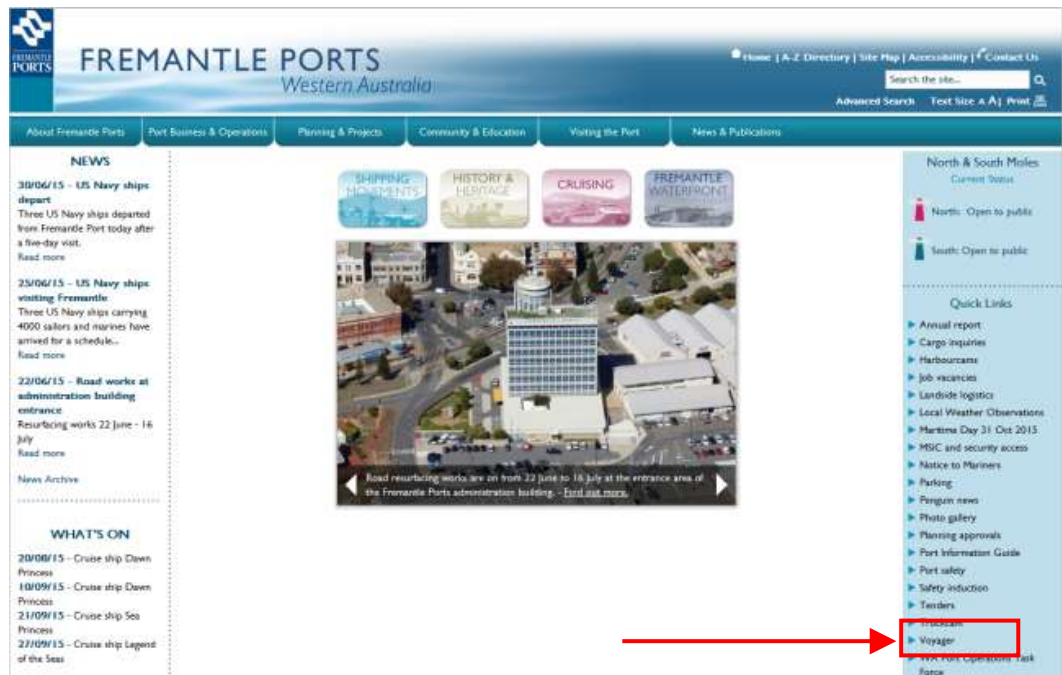 FREMANTLE
PORTS
FREMANTLE PORTS
Western Australia
Home | A-Z Directory | Site Map | Accessibility | Contact Us
Search the site...
Advanced Search Text Size A A | Print
About Fremantle Ports Port Business & Operations Planning & Projects Community & Education Visiting the Port News & Publications
NEWS
30/06/15 - US Navy ships
depart
Three US Navy ships departed
from Fremantle Port today after
a five-day visit.
Read more
25/06/15 - US Navy ships
visiting Fremantle
Three US Navy ships carrying
4000 sailors and marines have
arrived for a schedule...
Read more
22/06/15 - Road works at
administration building
entrance
Resurfacing works 22 June - 16
July
Read more
News Archive
WHAT'S ON
20/08/15 - Cruise ship Dawn
Princess
10/09/15 - Cruise ship Dawn
Princess
21/09/15 - Cruise ship Sea
Princess
27/09/15 - Cruise ship Legend
of the Seas
SHIPPING
MOVEMENTS
HISTORY &
HERITAGE
CRUISING
FREMANTLE
WATERFRONT
Road resurfacing works are on from 22 June to 16 July at the entrance area of
the Fremantle Ports administration building. - Find out more.
North & South Moles
Current Status
North: Open to public
South: Open to public
Quick Links
Annual report
Cargo inquiries
Harbourcams
Job vacancies
Landside logistics
Local Weather Observations
Maritime Day 31 Oct 2015
MSIC and security access
Notice to Mariners
Parking
Penguin news
Photo gallery
Planning approvals
Port Information Guide
Port safety
Safety induction
Tenders
Truckcam
Voyager
WA Port Operations Task
Force